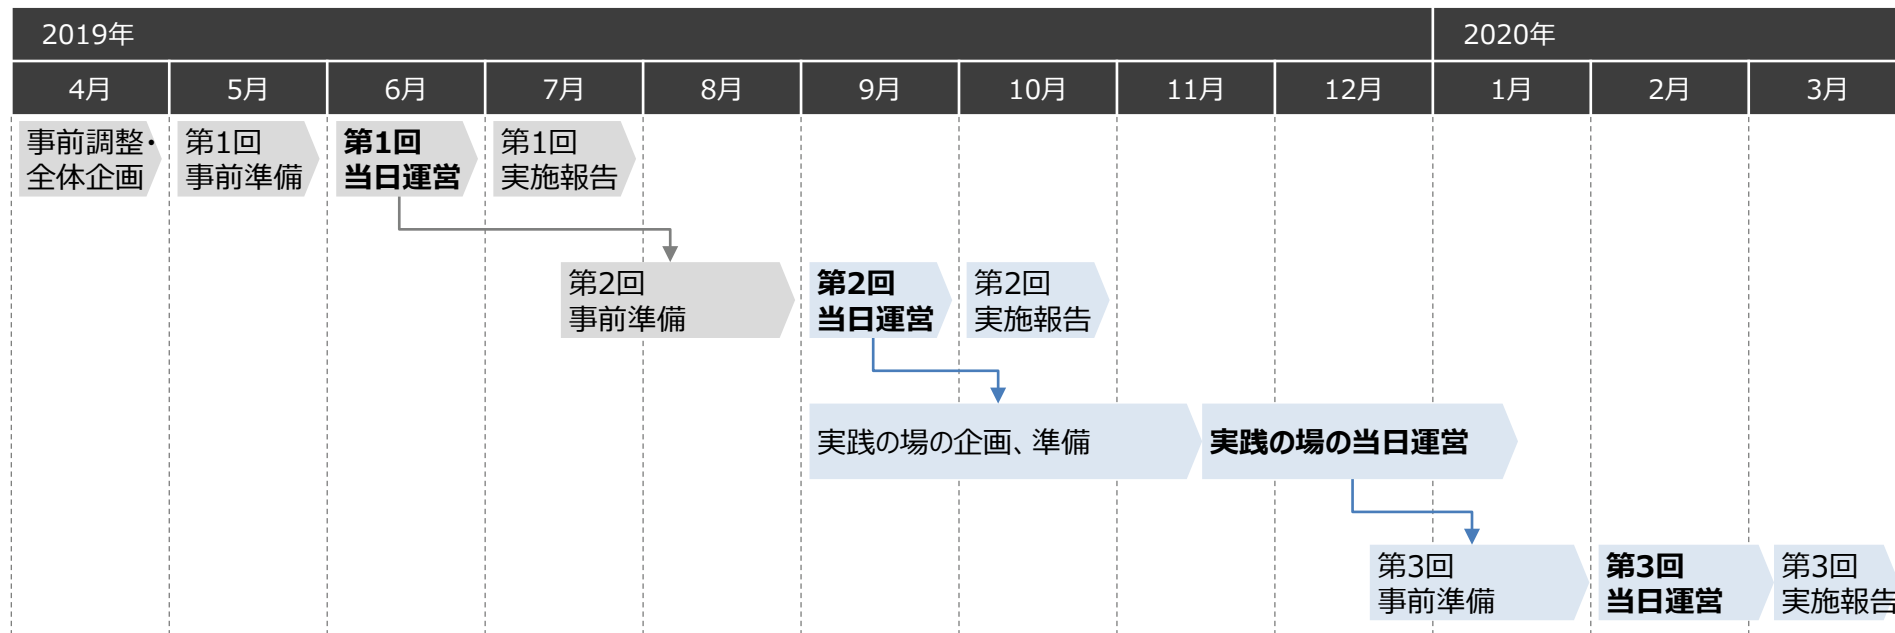 2019年
2020年
4月
5月
6月
7月
8月
9月
10月
11月
12月
1月
2月
3月
事前調整・
全体企画
第1回
事前準備
第1回
当日運営
第1回
実施報告
第2回
事前準備
第2回
当日運営
第2回
実施報告
実践の場の企画、準備
実践の場の当日運営
第3回
事前準備
第3回
当日運営
第3回
実施報告